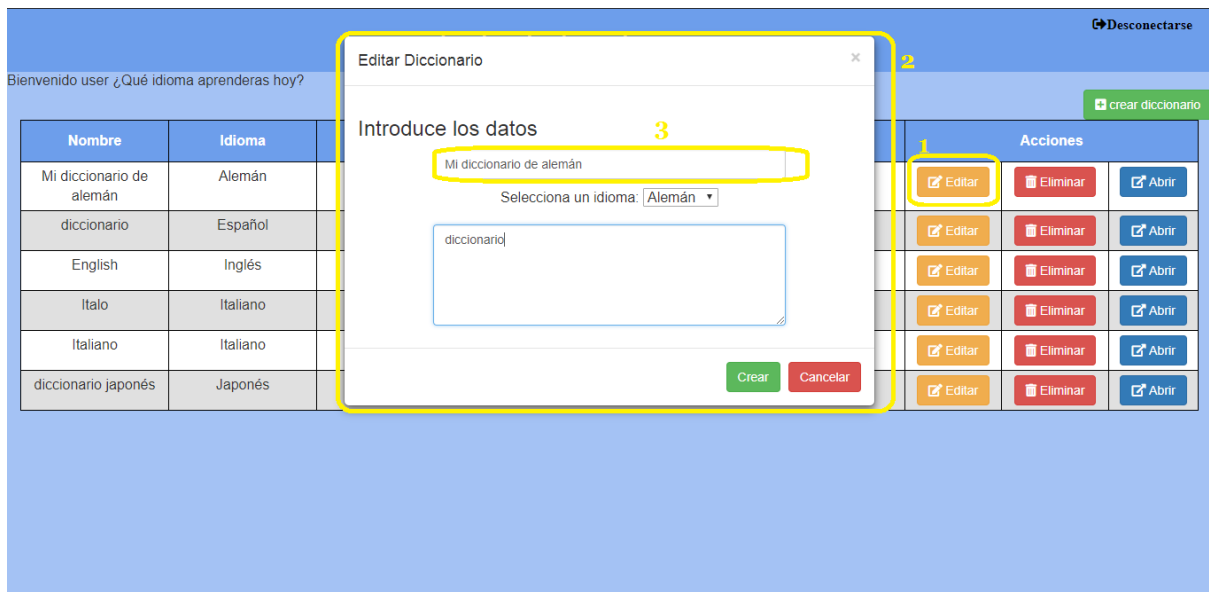 Desconectarse
Editar Diccionario ×
2
Bienvenido user ¿Qué idioma aprenderas hoy?
crear diccionario
Introduce los datos 3
Nombre Idioma 1 Acciones
Mi diccionario de alemán
Mi diccionario de
alemán Alemán Editar Eliminar Abrir
Selecciona un idioma: Alemán
diccionario Español Editar Eliminar Abrir
diccionario
English Inglés Editar Eliminar Abrir
Italo Italiano Editar Eliminar Abrir
Italiano Italiano Editar Eliminar Abrir
Crear Cancelar
diccionario japonés Japonés Editar Eliminar Abrir